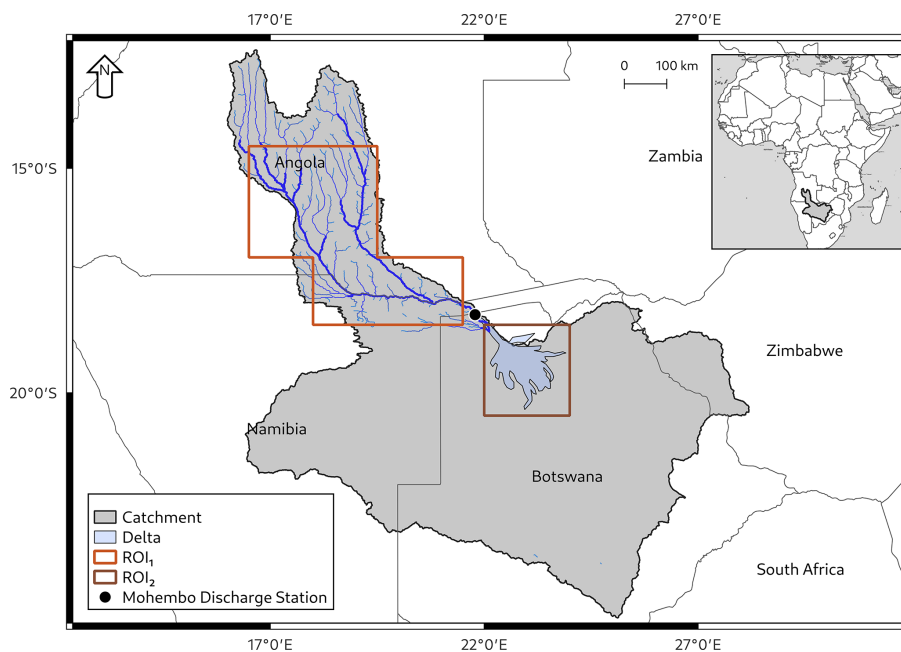 17°0′E 22°0′E 27°0′E
N
0 100 km
Zambia
15°0′S
Angola
Zimbabwe
20°0′S
Namibia
Botswana
Catchment
Delta
ROI₁
ROI₂
Mohembo Discharge Station
South Africa
17°0′E 22°0′E 27°0′E